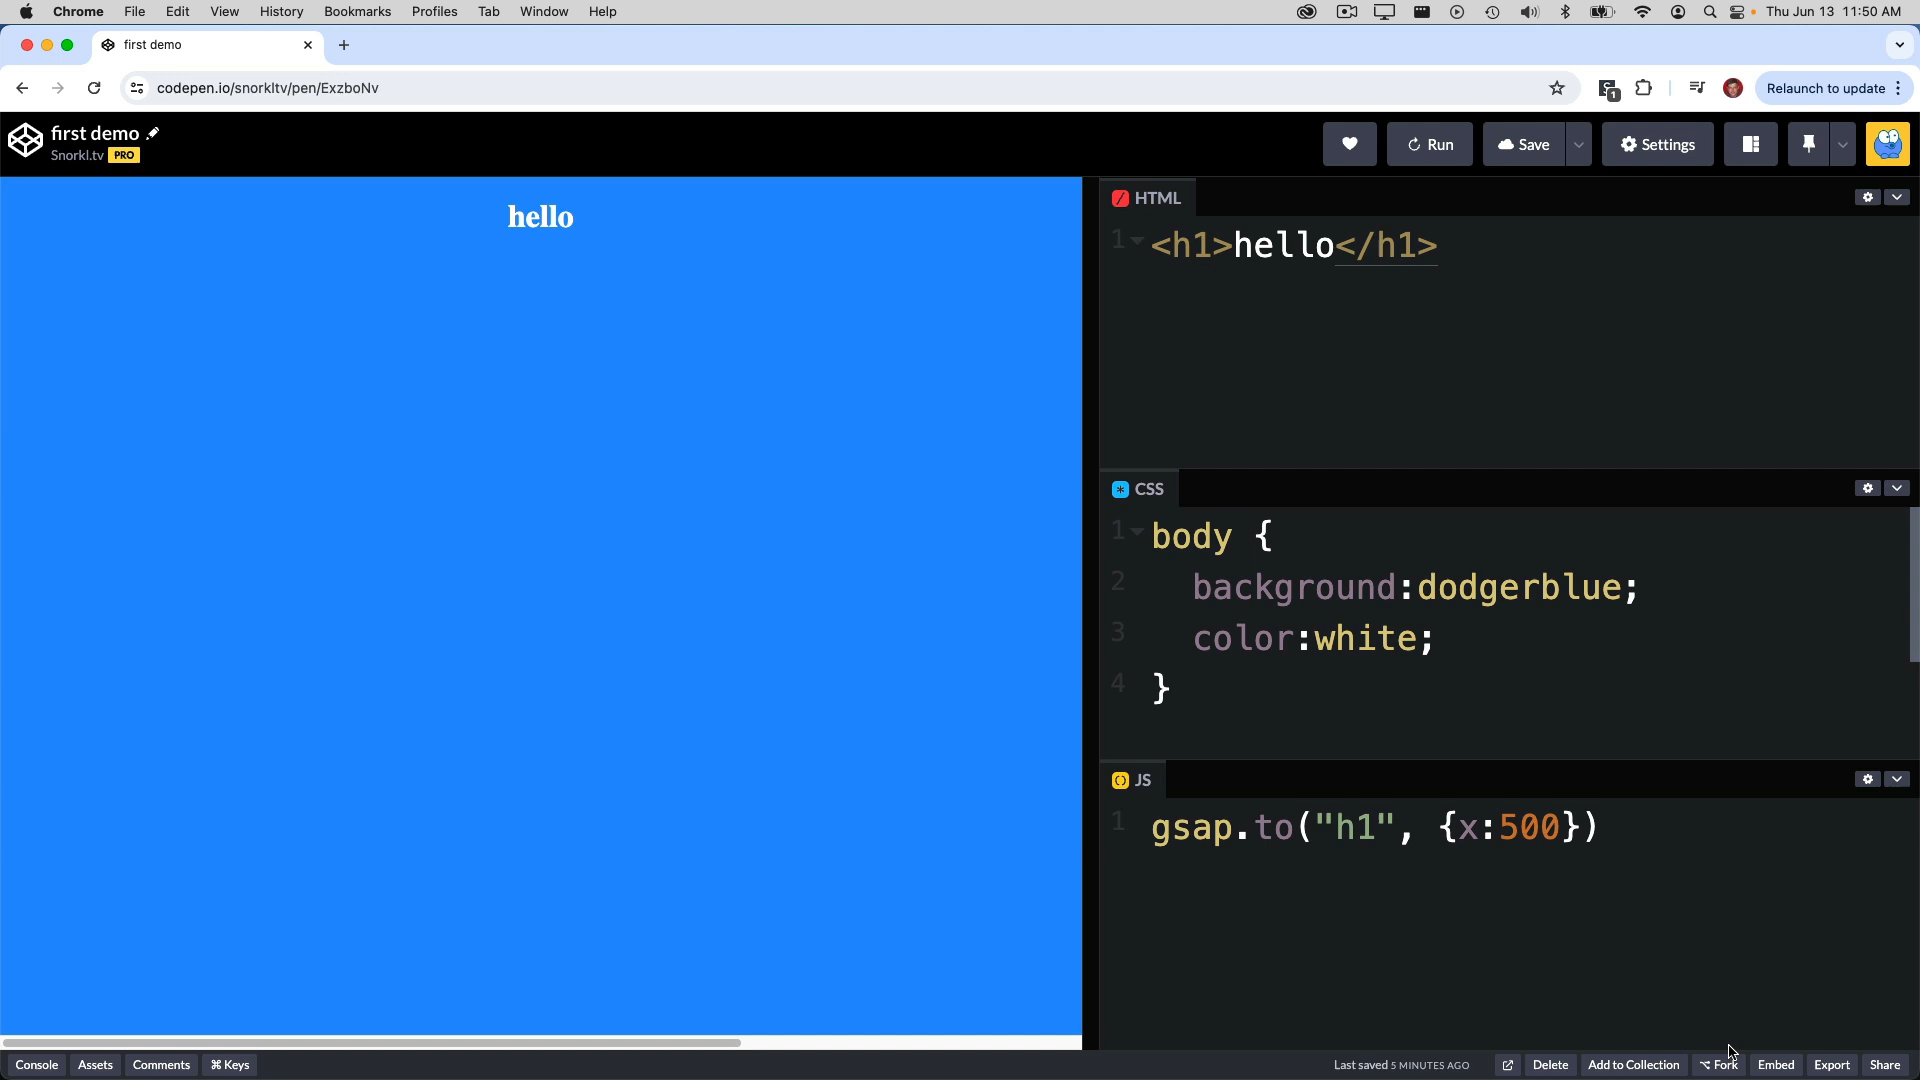 Chrome File Edit View History Bookmarks Profiles Tab Window Help Thu Jun 13 11:50 AM
first demo
codepen.io/snorkltv/pen/ExzboNv
1
Relaunch to update
first demo
Snorkl.tv PRO
Run Save Settings
hello
HTML
1 <h1>hello</h1>
CSS
1 body {
2 background:dodgerblue;
3 color:white;
4 }
JS
1 gsap.to("h1", {x:500})
Console Assets Comments ⌘ Keys Last saved 5 MINUTES AGO Delete Add to Collection ⌥ Fork Embed Export Share